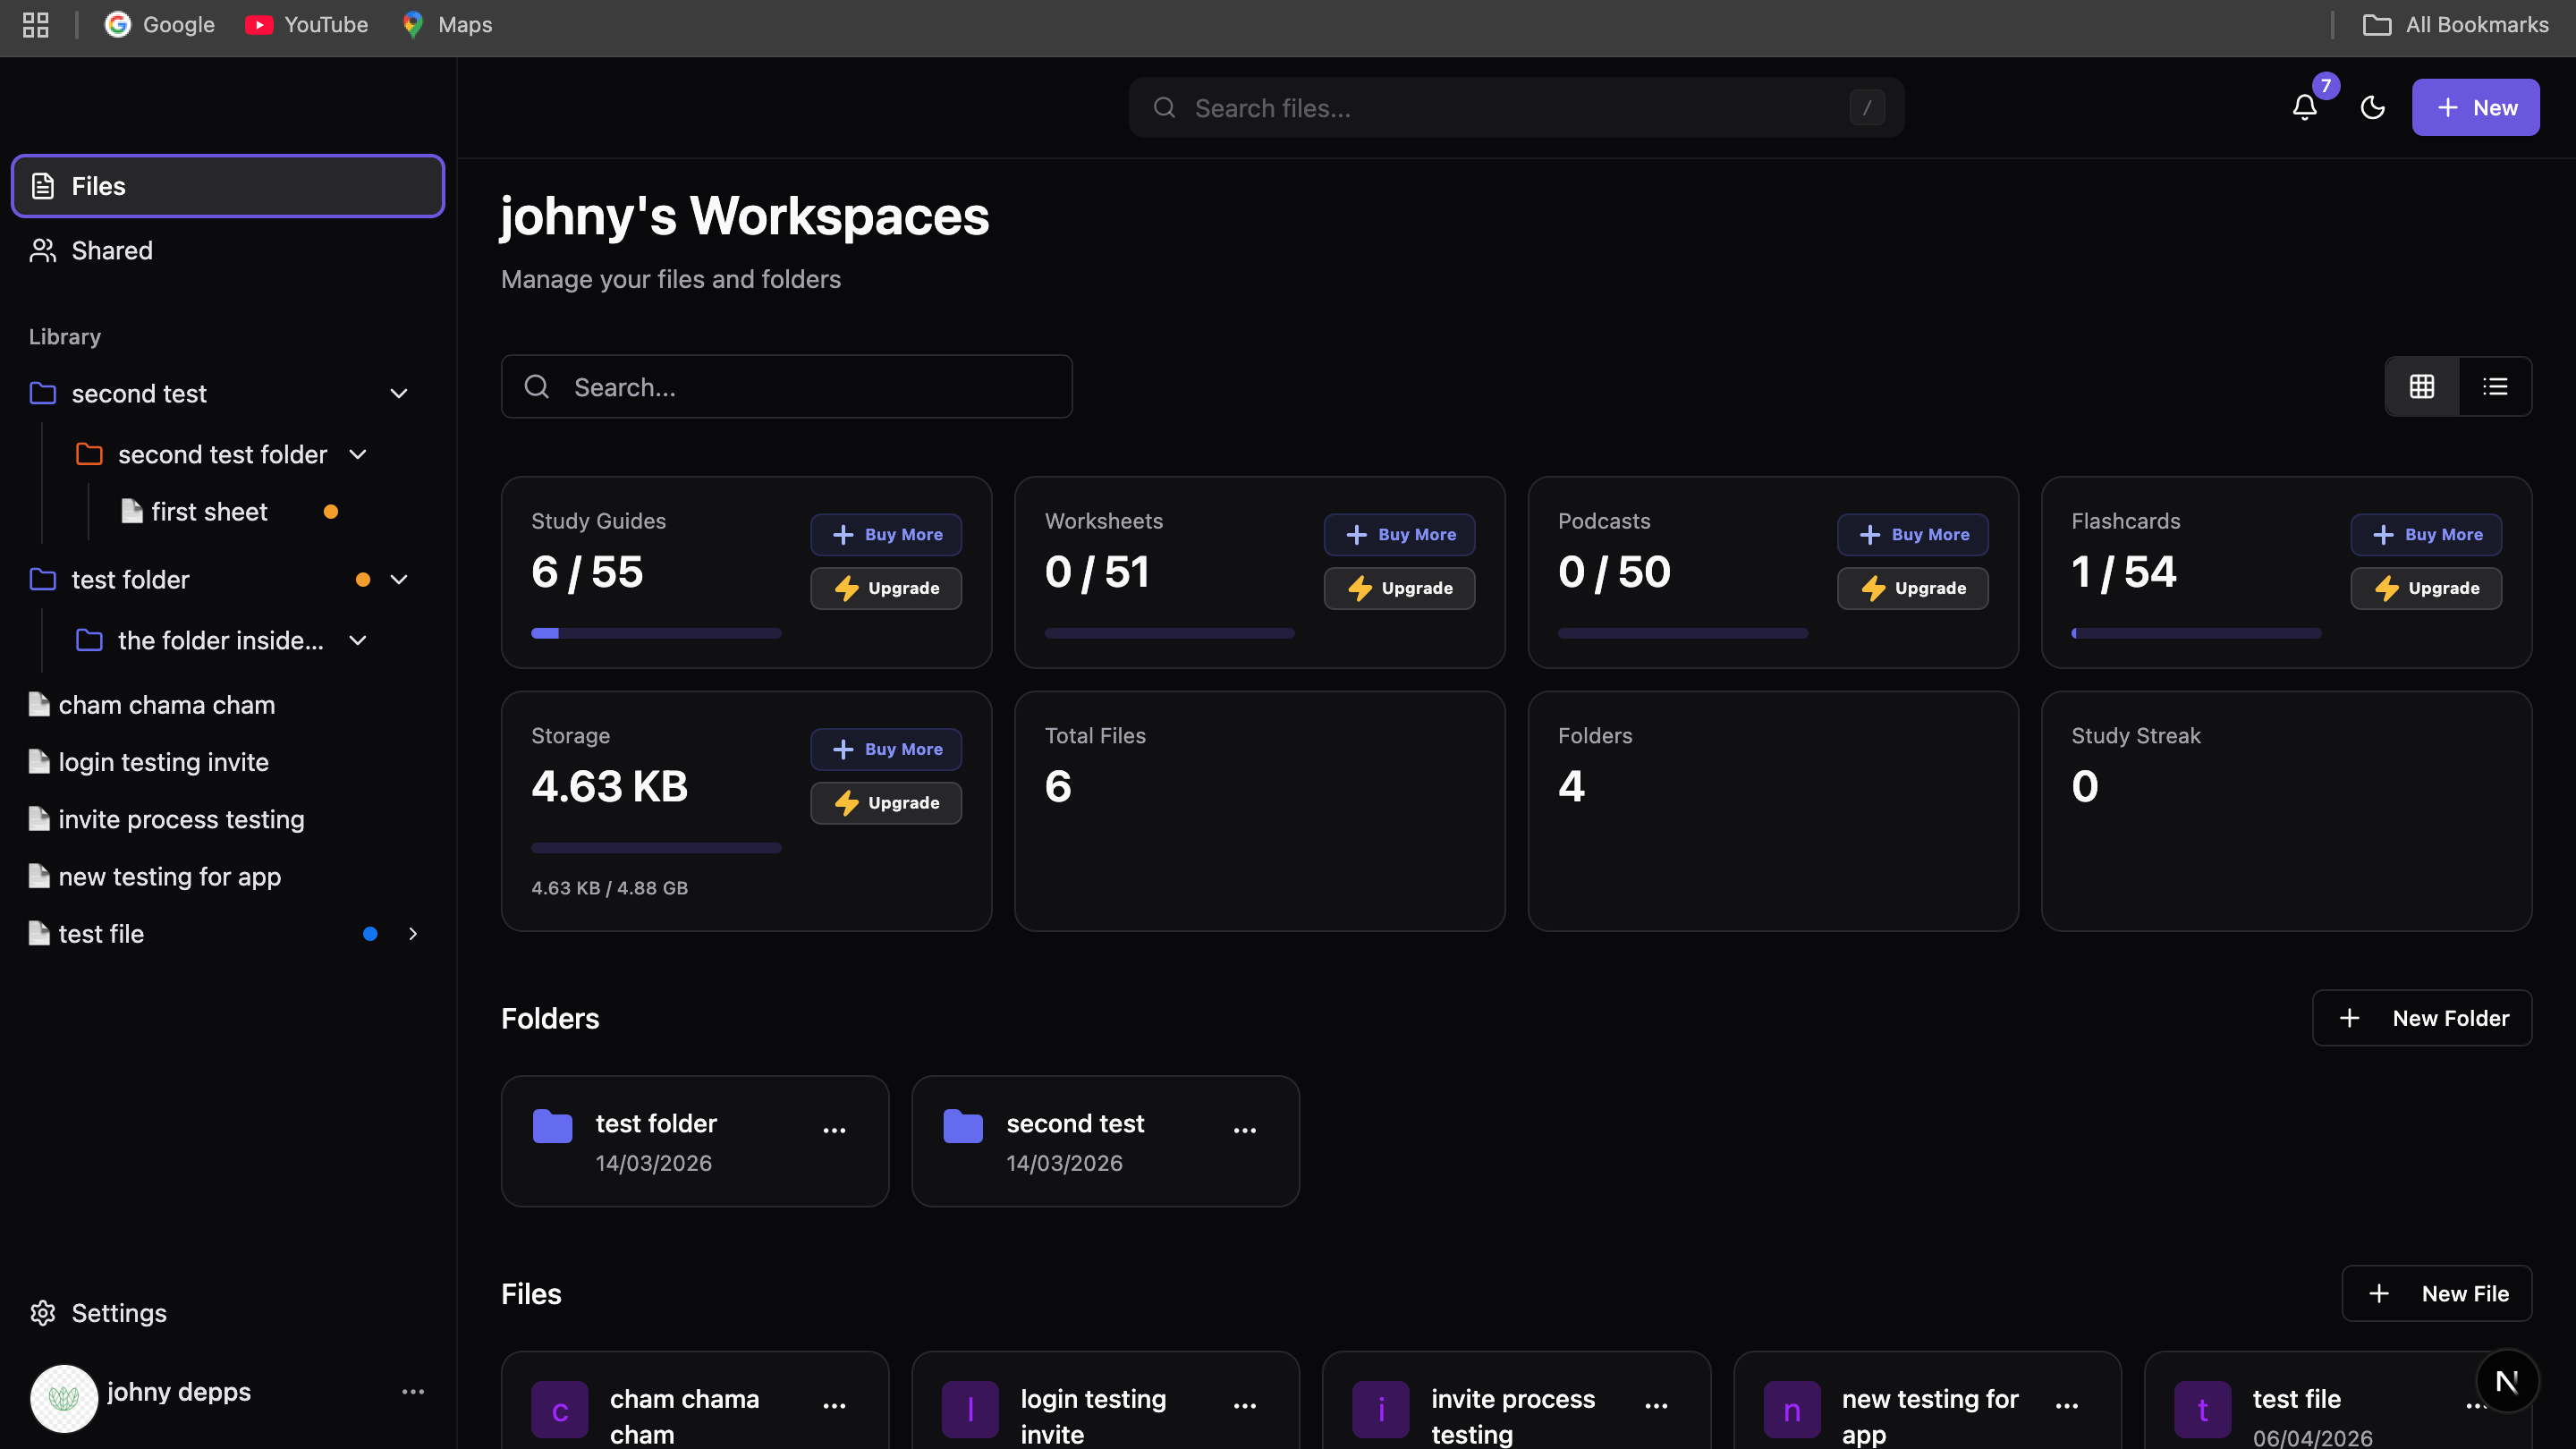 Google
YouTube
Maps
All Bookmarks
Search files...
/
7
New
Files
Shared
Library
second test
second test folder
first sheet
test folder
the folder inside...
cham chama cham
login testing invite
invite process testing
new testing for app
test file
Settings
johny depps
johny's Workspaces
Manage your files and folders
Search...
Study Guides
6 / 55
Buy More
Upgrade
Worksheets
0 / 51
Buy More
Upgrade
Podcasts
0 / 50
Buy More
Upgrade
Flashcards
1 / 54
Buy More
Upgrade
Storage
4.63 KB
Buy More
Upgrade
4.63 KB / 4.88 GB
Total Files
6
Folders
4
Study Streak
0
Folders
New Folder
test folder
14/03/2026
second test
14/03/2026
Files
New File
c
cham chama
cham
l
login testing
invite
i
invite process
testing
n
new testing for
app
t
test file
06/04/2026
N